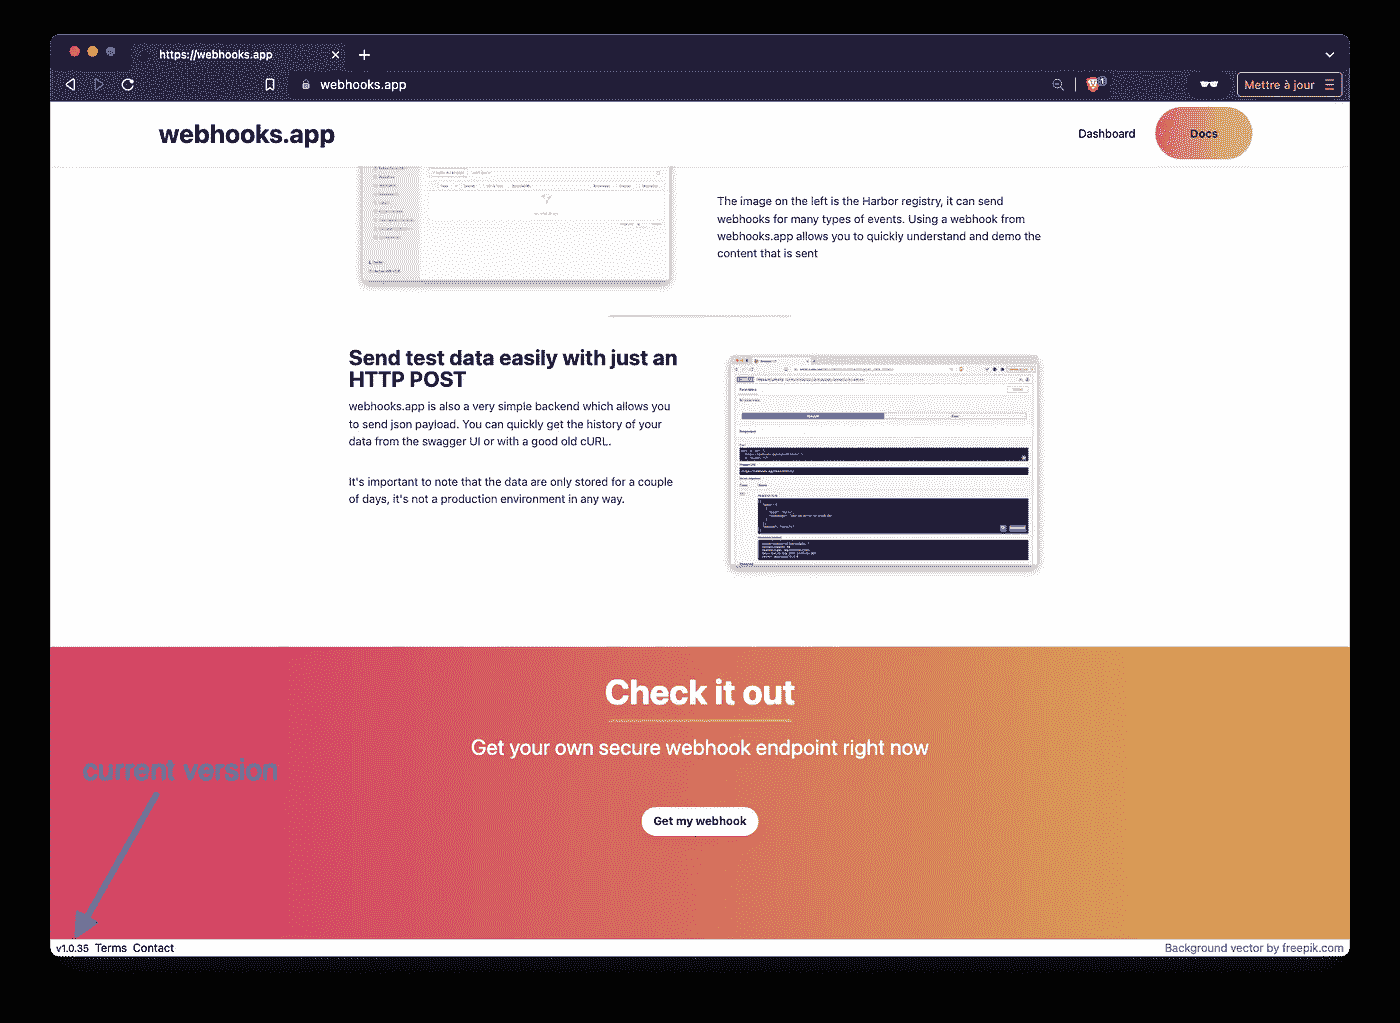 https://webhooks.app
webhooks.app
1
Mettre à jour
webhooks.app
Dashboard
Docs
The image on the left is the Harbor registry, it can send
webhooks for many types of events. Using a webhook from
webhooks.app allows you to quickly understand and demo the
content that is sent
Send test data easily with just an
HTTP POST
webhooks.app is also a very simple backend which allows you
to send json payload. You can quickly get the history of your
data from the swagger UI or with a good old cURL.
It's important to note that the data are only stored for a couple
of days, it's not a production environment in any way.
Check it out
Get your own secure webhook endpoint right now
current version
Get my webhook
v1.0.35 Terms Contact
Background vector by freepik.com